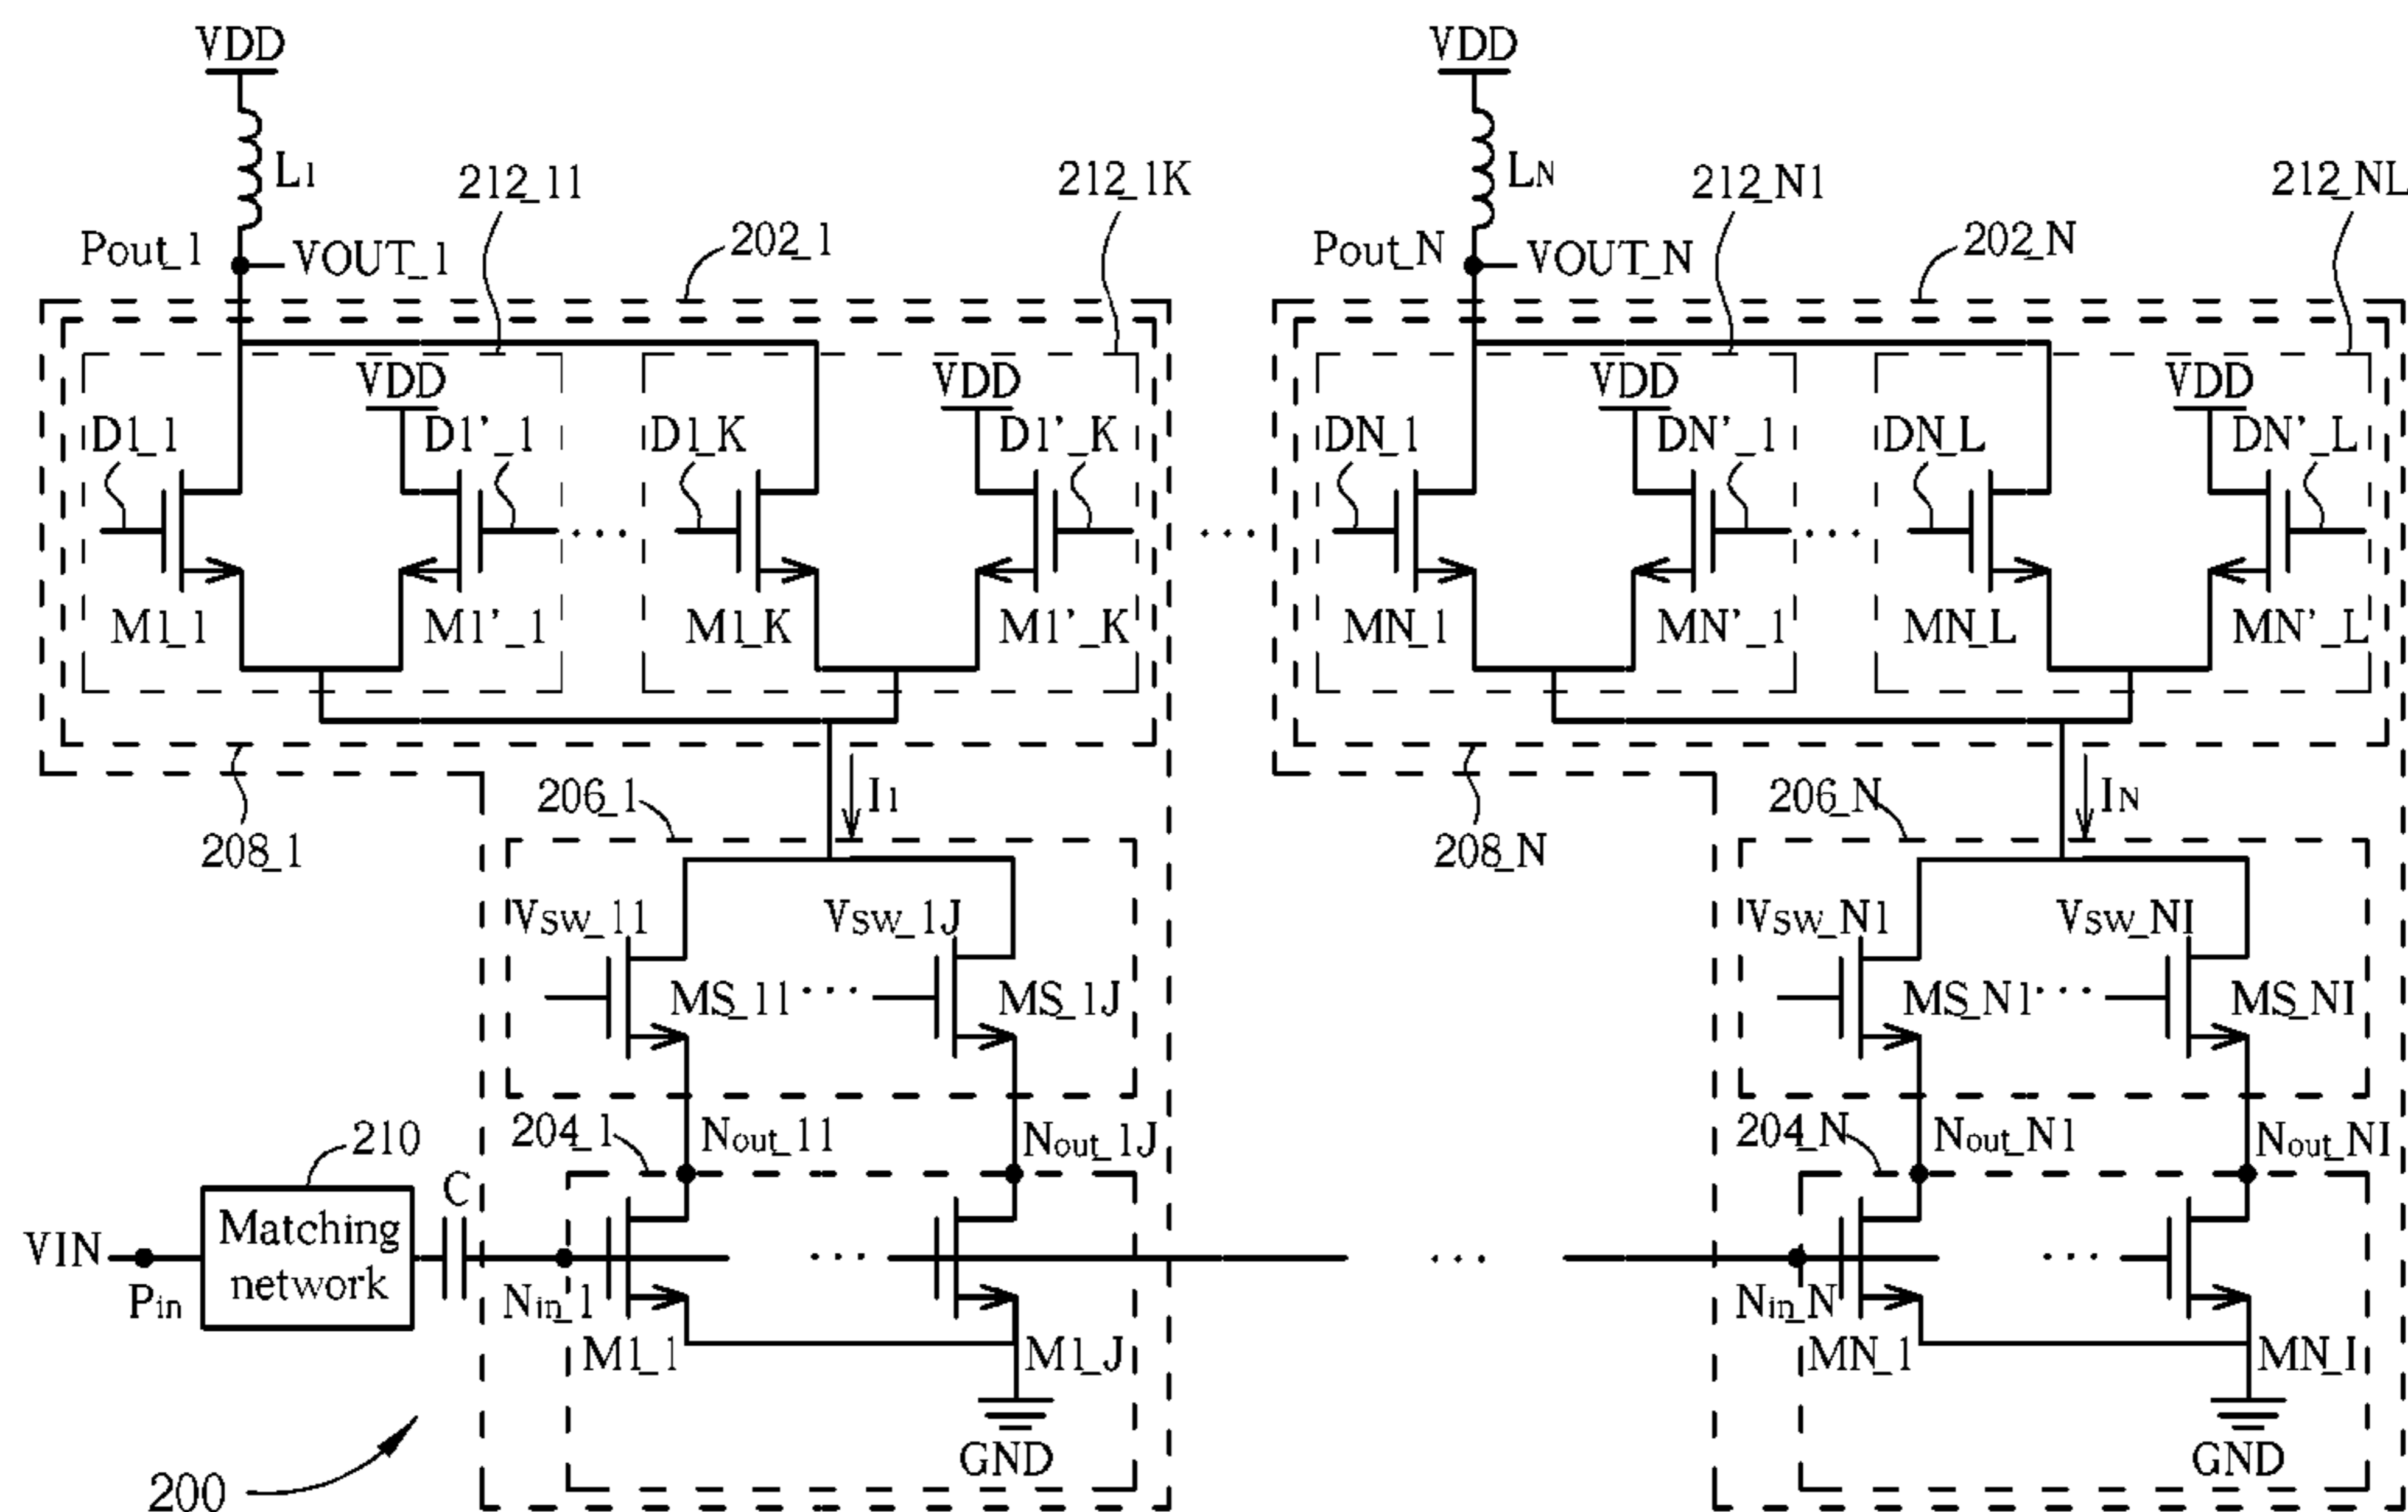 VDD VDD
L1 LN
212_11 212_1K 212_N1 212_NL
Pout_1 VOUT_1 202_1 Pout_N VOUT_N 202_N
VDD VDD VDD VDD
D1_1 D1'_1 D1_K D1'_K DN_1 DN'_1 DN_L DN'_L
... ... ...
M1_1 M1'_1 M1_K M1'_K MN_1 MN'_1 MN_L MN'_L
206_1 I1 206_N IN
208_1 208_N
VSW_11 VSW_1J VSW_N1 VSW_NI
MS_11 ... MS_1J MS_N1 ... MS_NI
204_1 Nout_11 Nout_1J 204_N Nout_N1 Nout_NI
210 C
VIN Matching network ... ... ...
Pin Nin_1 Nin_N
M1_1 M1_J MN_1 MN_I
GND GND
200